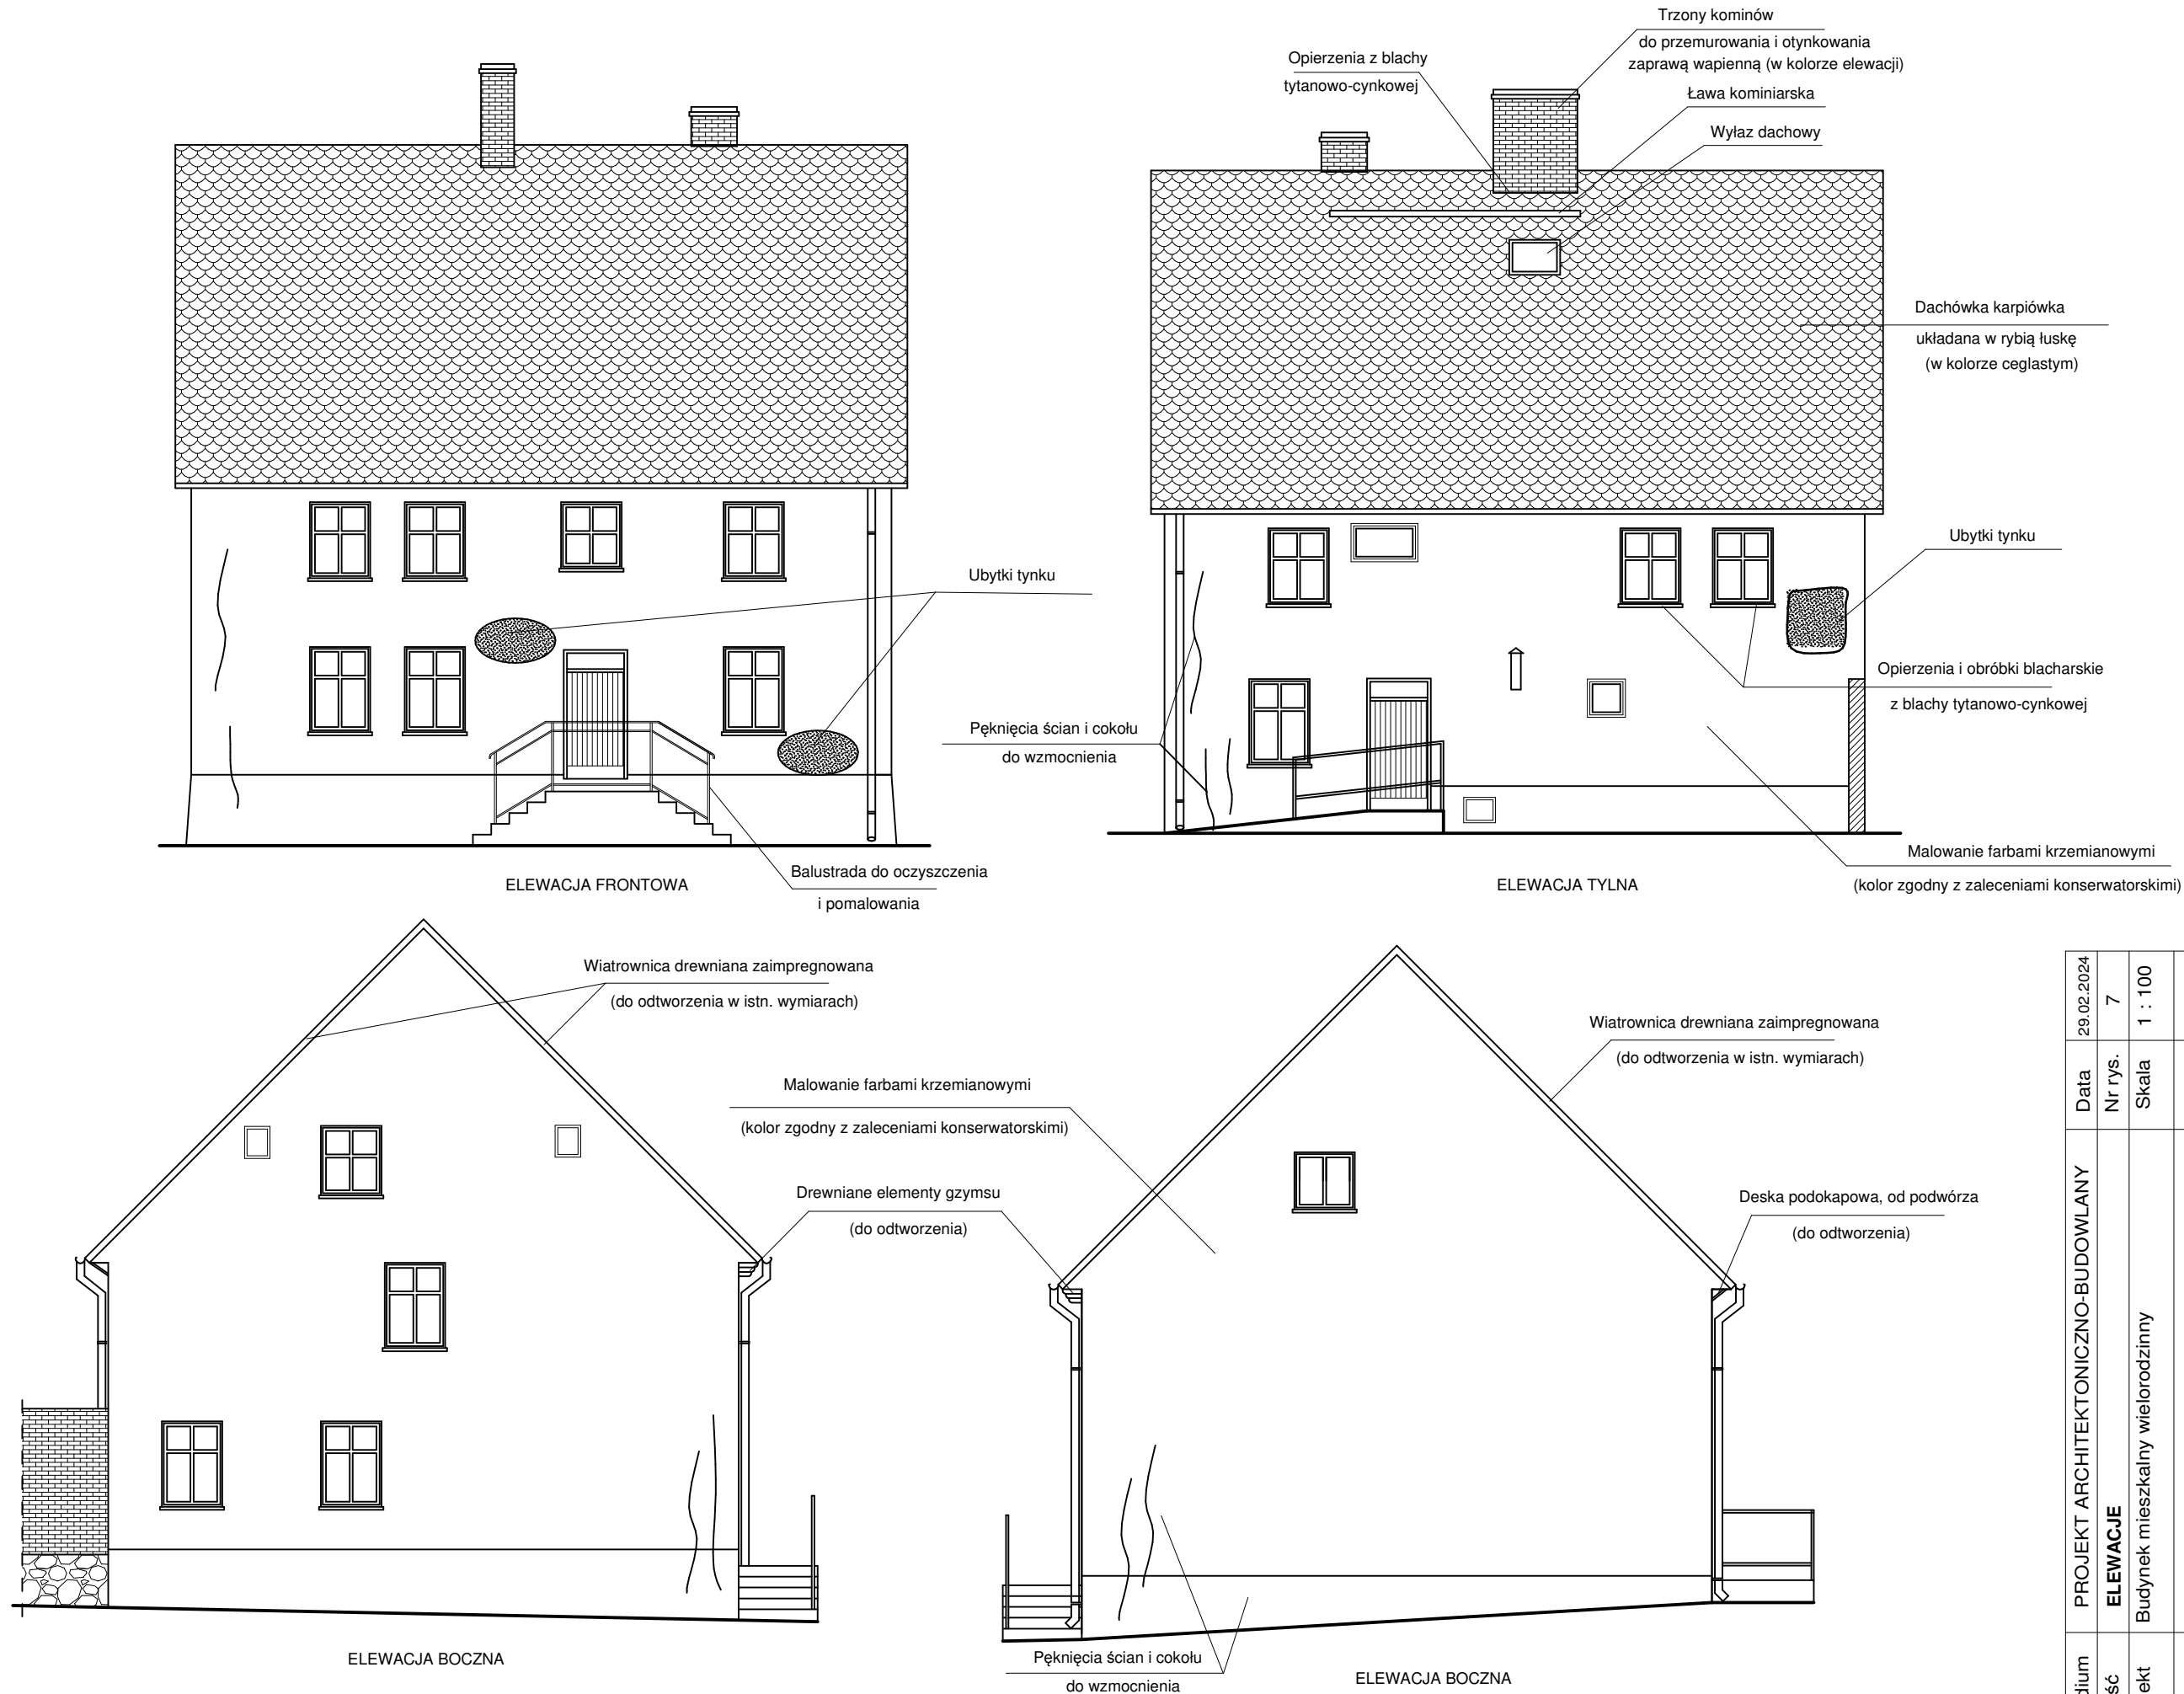 Trzony kominów
do przemurowania i otynkowania
zaprawą wapienną (w kolorze elewacji)
Opierzenia z blachy
tytanowo-cynkowej
Ława kominiarska
Wyłaz dachowy
Dachówka karpiówka
układana w rybią łuskę
(w kolorze ceglastym)
Ubytki tynku
Ubytki tynku
Opierzenia i obróbki blacharskie
z blachy tytanowo-cynkowej
Pęknięcia ścian i cokołu
do wzmocnienia
Malowanie farbami krzemianowymi
(kolor zgodny z zaleceniami konserwatorskimi)
Balustrada do oczyszczenia
i pomalowania
ELEWACJA FRONTOWA
ELEWACJA TYLNA
Wiatrownica drewniana zaimpregnowana
(do odtworzenia w istn. wymiarach)
Wiatrownica drewniana zaimpregnowana
(do odtworzenia w istn. wymiarach)
Malowanie farbami krzemianowymi
(kolor zgodny z zaleceniami konserwatorskimi)
Drewniane elementy gzymsu
(do odtworzenia)
Deska podokapowa, od podwórza
(do odtworzenia)
ELEWACJA BOCZNA
Pęknięcia ścian i cokołu
do wzmocnienia
ELEWACJA BOCZNA
dium PROJEKT ARCHITEKTONICZNO-BUDOWLANY Data 29.02.2024
ść ELEWACJE Nr rys. 7
ekt Budynek mieszkalny wielorodzinny Skala 1 : 100